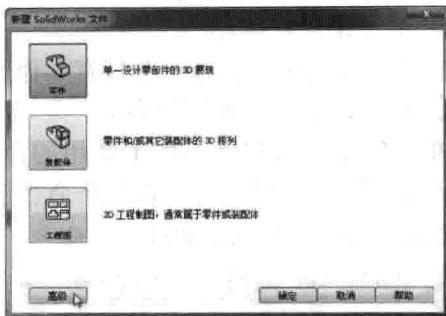 新建 SolidWorks 文件
零件
单一设计零部件的 3D 展现
装配体
零件和/或其它装配体的 3D 排列
工程图
2D 工程制图，通常属于零件或装配体
高级
确定
取消
帮助